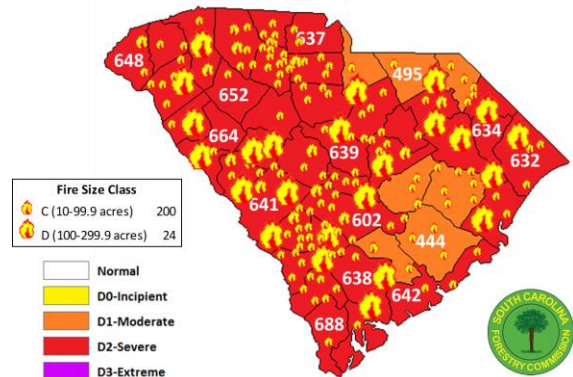 637
648
495
652
664
634
639
632
641
602
444
638
642
688
Fire Size Class
C (10-99.9 acres) 200
D (100-299.9 acres) 24
Normal
D0-Incipient
D1-Moderate
D2-Severe
D3-Extreme
SOUTH CAROLINA
FORESTRY COMMISSION